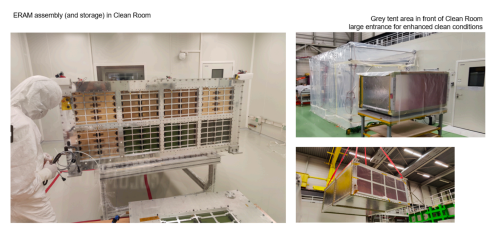 ERAM assembly (and storage) in Clean Room
Grey tent area in front of Clean Room
large entrance for enhanced clean conditions